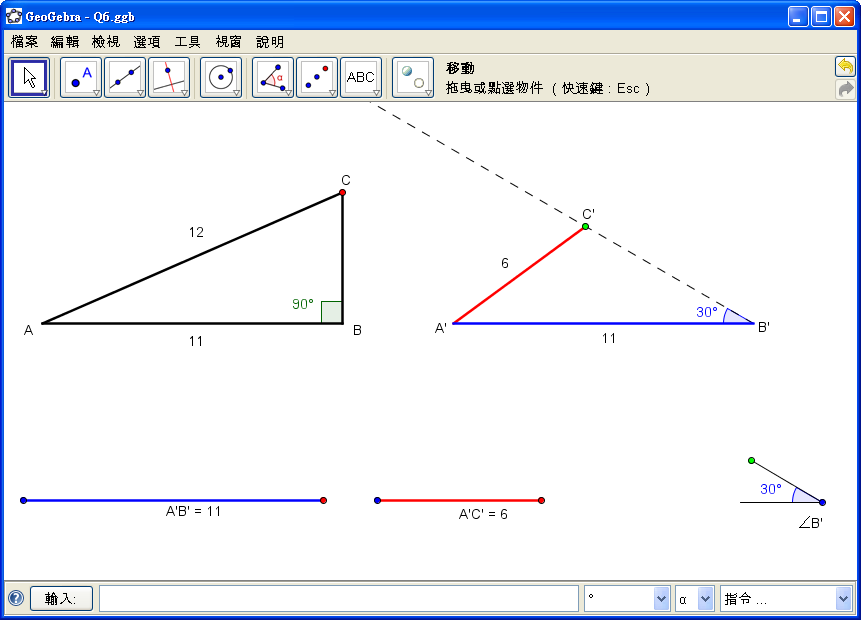 GeoGebra - Q6.ggb
檔案 編輯 檢視 選項 工具 視窗 說明
A
α
ABC
移動
拖曳或點選物件 ( 快速鍵 : Esc )
C
C'
12
6
90°
30°
A
B
A'
B'
11
11
30°
A'B' = 11
A'C' = 6
∠B'
輸入:
°
α
指令 ...